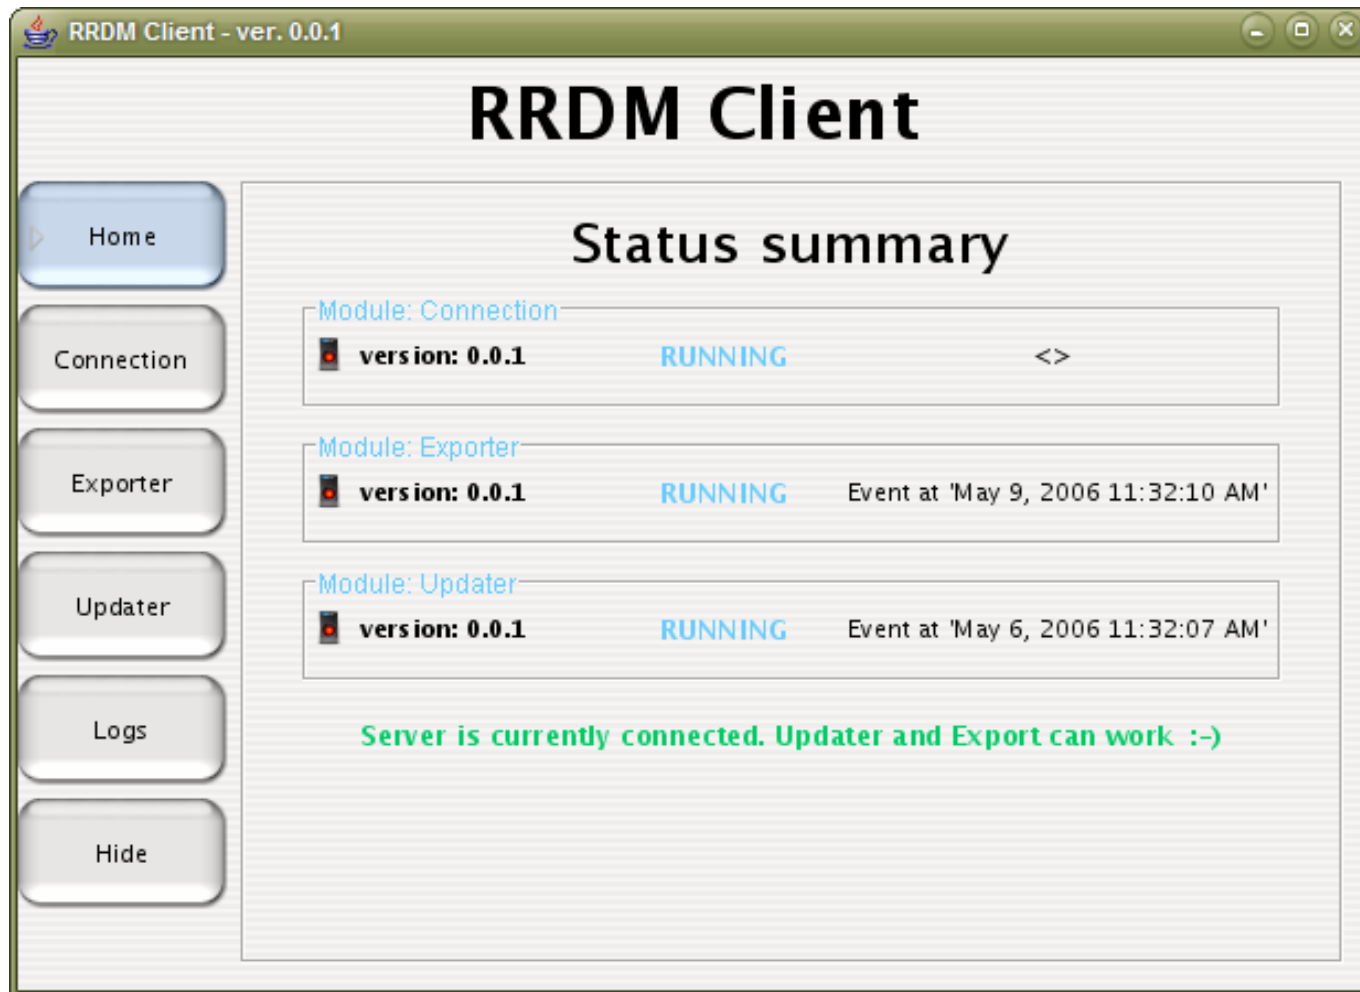 RRDM Client - ver. 0.0.1
RRDM Client
Home
Connection
Exporter
Updater
Logs
Hide
Status summary
Module: Connection
version: 0.0.1 RUNNING <>
Module: Exporter
version: 0.0.1 RUNNING Event at 'May 9, 2006 11:32:10 AM'
Module: Updater
version: 0.0.1 RUNNING Event at 'May 6, 2006 11:32:07 AM'
Server is currently connected. Updater and Export can work :-)